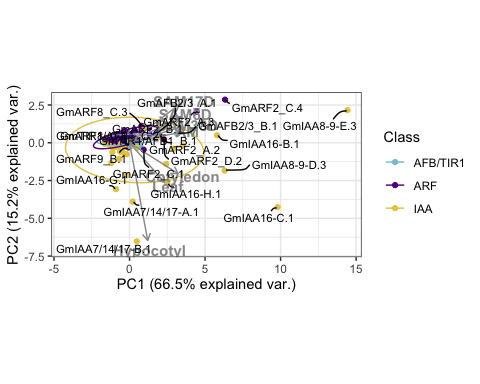 SAM17D
GmAFB2/3_A.1
GmARF2_C.4
GmARF8_C.3
GmAFB2/3_B.1
GmIAA8-9-E.3
GmIAA16-B.1
GmARF2_A.2
GmARF9_B.1
GmARF2_D.2
GmIAA8-9-D.3
GmARF2_C.1
Cotyledon
Leaf
GmIAA16-G.1
GmIAA16-H.1
GmIAA7/14/17-A.1
GmIAA16-C.1
GmIAA7/14/17-B.1
Hypocotyl
2.5
0.0
-2.5
-5.0
-7.5
-5
0
5
10
15
PC1 (66.5% explained var.)
PC2 (15.2% explained var.)
Class
AFB/TIR1
ARF
IAA